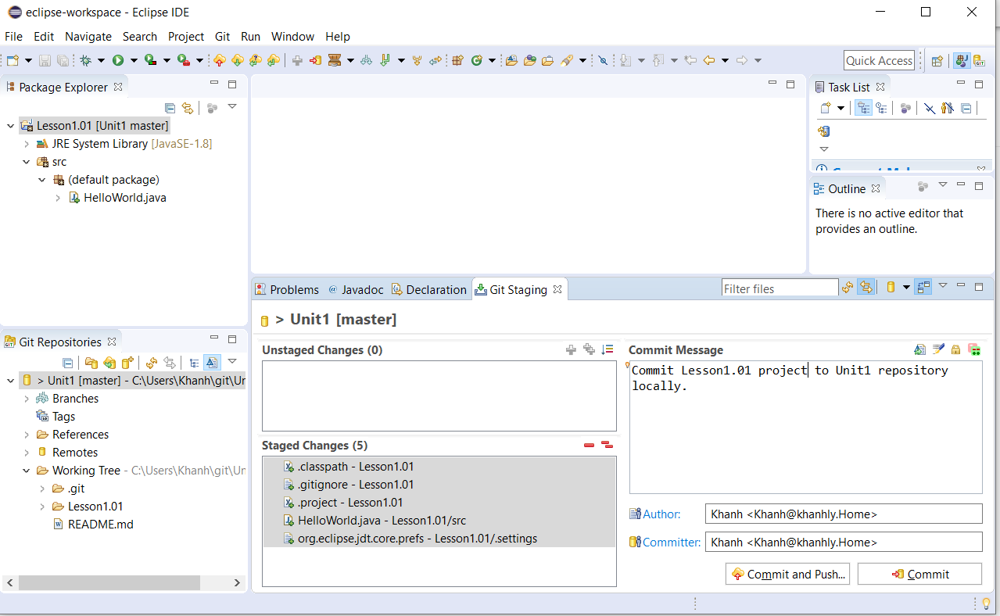 eclipse-workspace - Eclipse IDE
File Edit Navigate Search Project Git Run Window Help
Quick Access
Package Explorer
Lesson1.01 [Unit1 master]
JRE System Library [JavaSE-1.8]
src
(default package)
HelloWorld.java
Task List
Outline
There is no active editor that
provides an outline.
Git Repositories
> Unit1 [master] - C:\Users\Khanh\git\Un
Branches
Tags
References
Remotes
Working Tree - C:\Users\Khanh\git\Un
.git
Lesson1.01
README.md
Problems @ Javadoc Declaration Git Staging
Filter files
> Unit1 [master]
Unstaged Changes (0)
Staged Changes (5)
.classpath - Lesson1.01
.gitignore - Lesson1.01
.project - Lesson1.01
HelloWorld.java - Lesson1.01/src
org.eclipse.jdt.core.prefs - Lesson1.01/.settings
Commit Message
Commit Lesson1.01 project to Unit1 repository
locally.
Author: Khanh <Khanh@khanhly.Home>
Committer: Khanh <Khanh@khanhly.Home>
Commit and Push... Commit